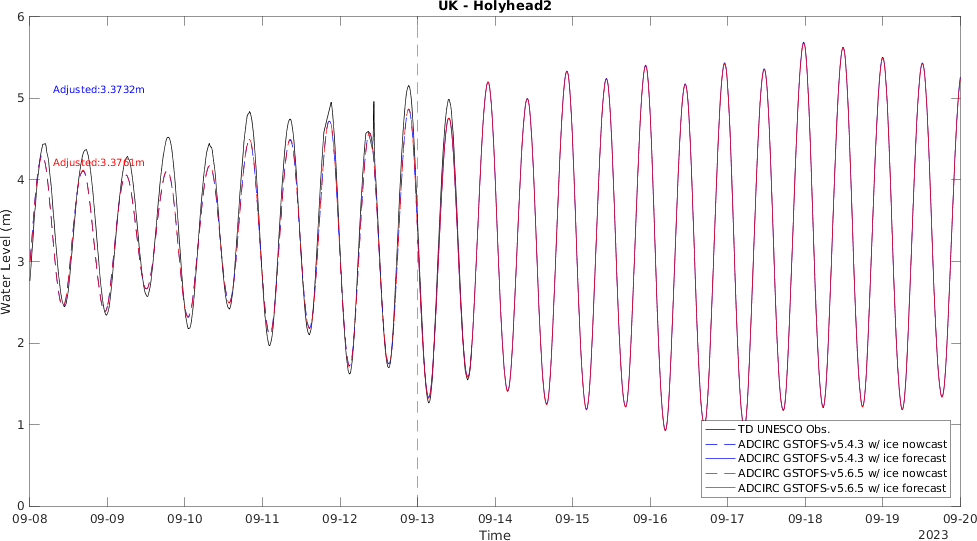 UK - Holyhead2
6
5
4
3
2
1
0
Water Level (m)
Adjusted:3.3732m
TD UNESCO Obs.
ADCIRC GSTOFS-v5.4.3 w/ ice nowcast
ADCIRC GSTOFS-v5.4.3 w/ ice forecast
ADCIRC GSTOFS-v5.6.5 w/ ice nowcast
ADCIRC GSTOFS-v5.6.5 w/ ice forecast
09-08 09-09 09-10 09-11 09-12 09-13 09-14 09-15 09-16 09-17 09-18 09-19 09-20
Time
2023